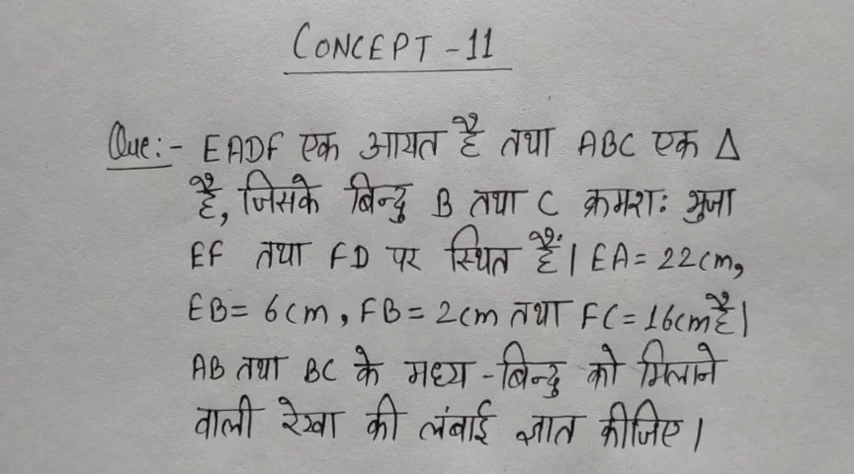 CONCEPT - 11
Que:- EADF एक आयत है तथा ABC एक Δ
है, जिसके बिन्दु B तथा C क्रमशः भुजा
EF तथा FD पर स्थित हैं। EA = 22cm,
EB = 6cm, FB = 2cm तथा FC = 16cm है।
AB तथा BC के मध्य - बिन्दु को मिलाने
वाली रेखा की लंबाई ज्ञात कीजिए।